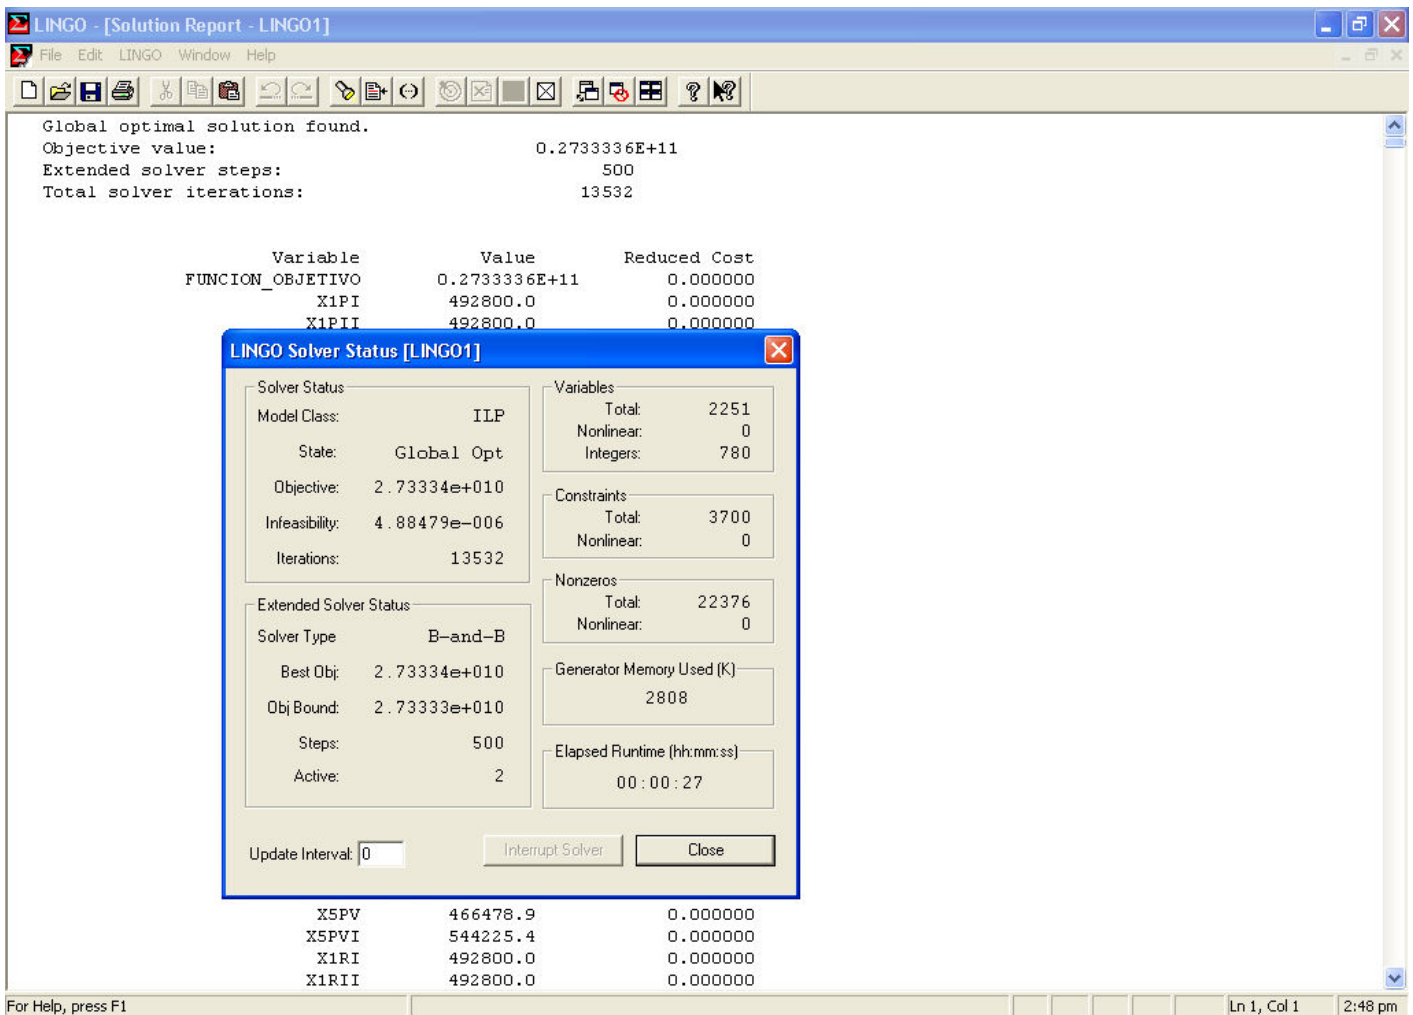 LINGO - [Solution Report - LINGO1]
File Edit LINGO Window Help
Global optimal solution found.
Objective value: 0.2733336E+11
Extended solver steps: 500
Total solver iterations: 13532
Variable Value Reduced Cost
FUNCION_OBJETIVO 0.2733336E+11 0.000000
X1PI 492800.0 0.000000
X1PII 492800.0 0.000000
LINGO Solver Status [LINGO1]
Solver Status
Model Class: ILP
State: Global Opt
Objective: 2.73334e+010
Infeasibility: 4.88479e-006
Iterations: 13532
Extended Solver Status
Solver Type B-and-B
Best Obj: 2.73334e+010
Obj Bound: 2.73333e+010
Steps: 500
Active: 2
Variables
Total: 2251
Nonlinear: 0
Integers: 780
Constraints
Total: 3700
Nonlinear: 0
Nonzeros
Total: 22376
Nonlinear: 0
Generator Memory Used (K)
2808
Elapsed Runtime (hh:mm:ss)
00:00:27
Update Interval: 0
Interrupt Solver
Close
X5PV 466478.9 0.000000
X5PVI 544225.4 0.000000
X1RI 492800.0 0.000000
X1RII 492800.0 0.000000
For Help, press F1
Ln 1, Col 1
2:48 pm